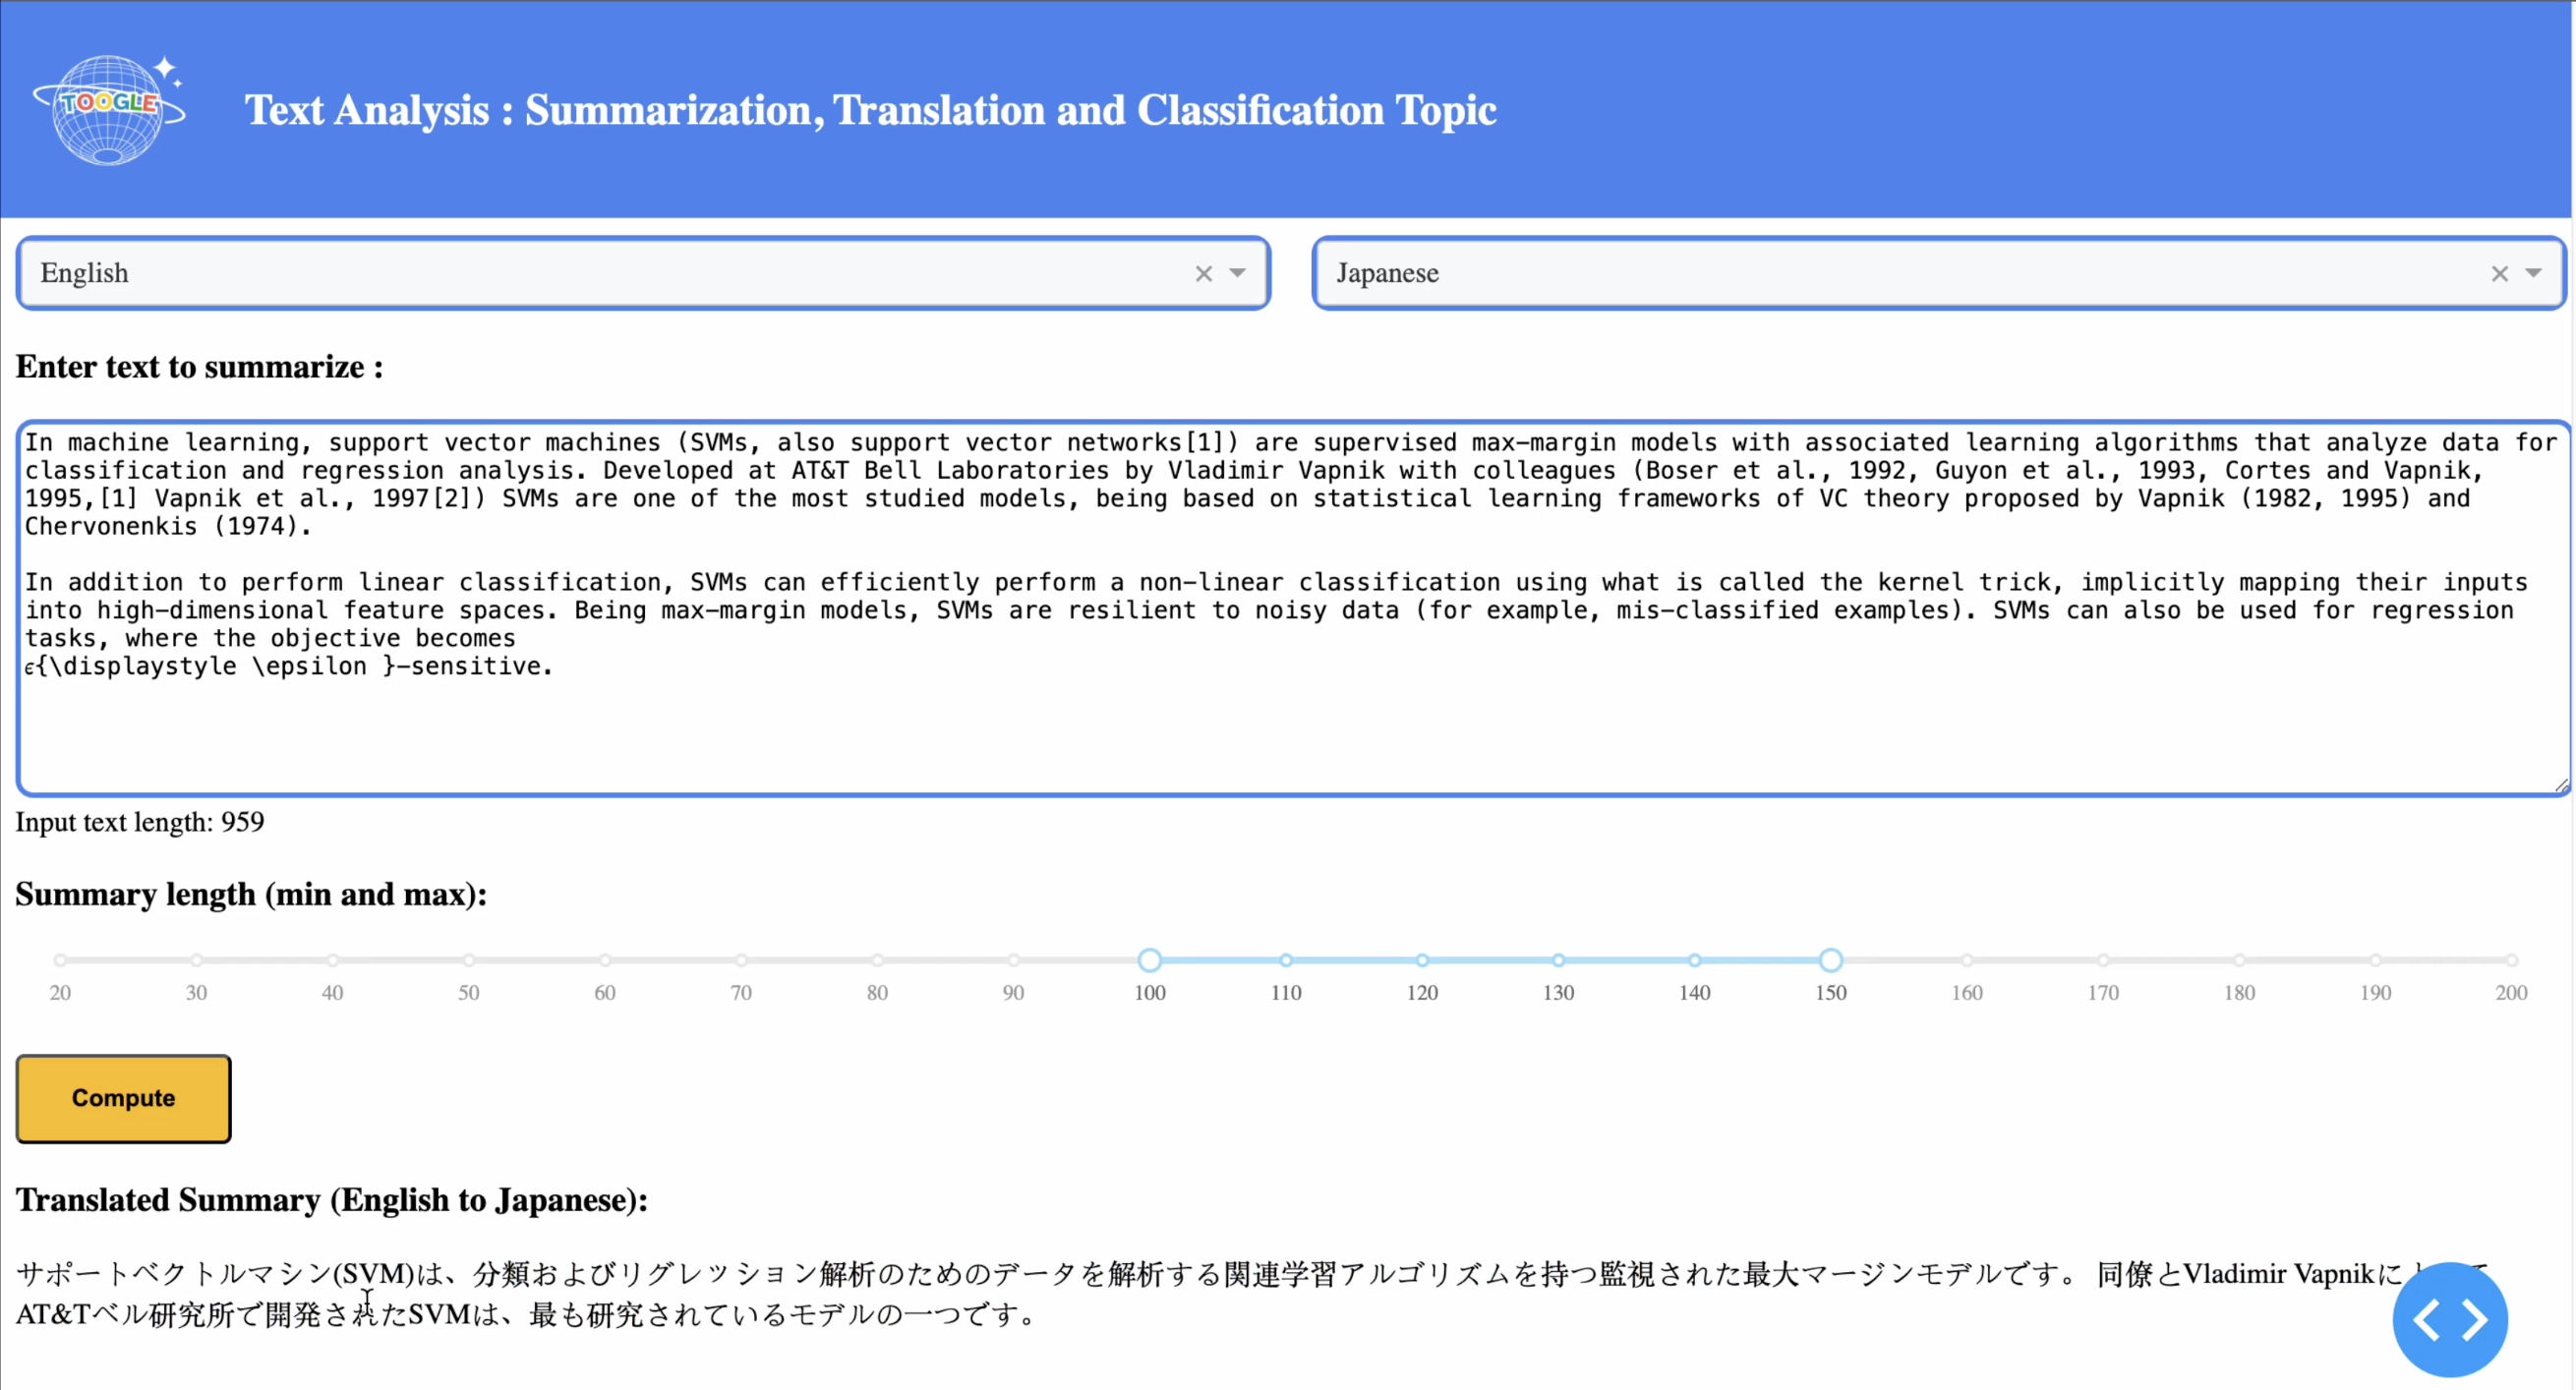 TOOGLE
Text Analysis : Summarization, Translation and Classification Topic
English
Japanese
Enter text to summarize :
In machine learning, support vector machines (SVMs, also support vector networks[1]) are supervised max-margin models with associated learning algorithms that analyze data for
classification and regression analysis. Developed at AT&T Bell Laboratories by Vladimir Vapnik with colleagues (Boser et al., 1992, Guyon et al., 1993, Cortes and Vapnik,
1995,[1] Vapnik et al., 1997[2]) SVMs are one of the most studied models, being based on statistical learning frameworks of VC theory proposed by Vapnik (1982, 1995) and
Chervonenkis (1974).
In addition to perform linear classification, SVMs can efficiently perform a non-linear classification using what is called the kernel trick, implicitly mapping their inputs
into high-dimensional feature spaces. Being max-margin models, SVMs are resilient to noisy data (for example, mis-classified examples). SVMs can also be used for regression
tasks, where the objective becomes
ϵ{\displaystyle \epsilon }-sensitive.
Input text length: 959
Summary length (min and max):
20 30 40 50 60 70 80 90 100 110 120 130 140 150 160 170 180 190 200
Compute
Translated Summary (English to Japanese):
サポートベクトルマシン(SVM)は、分類およびリグレッション解析のためのデータを解析する関連学習アルゴリズムを持つ監視された最大マージンモデルです。 同僚とVladimir Vapnikに
AT&Tベル研究所で開発されたSVMは、最も研究されているモデルの一つです。